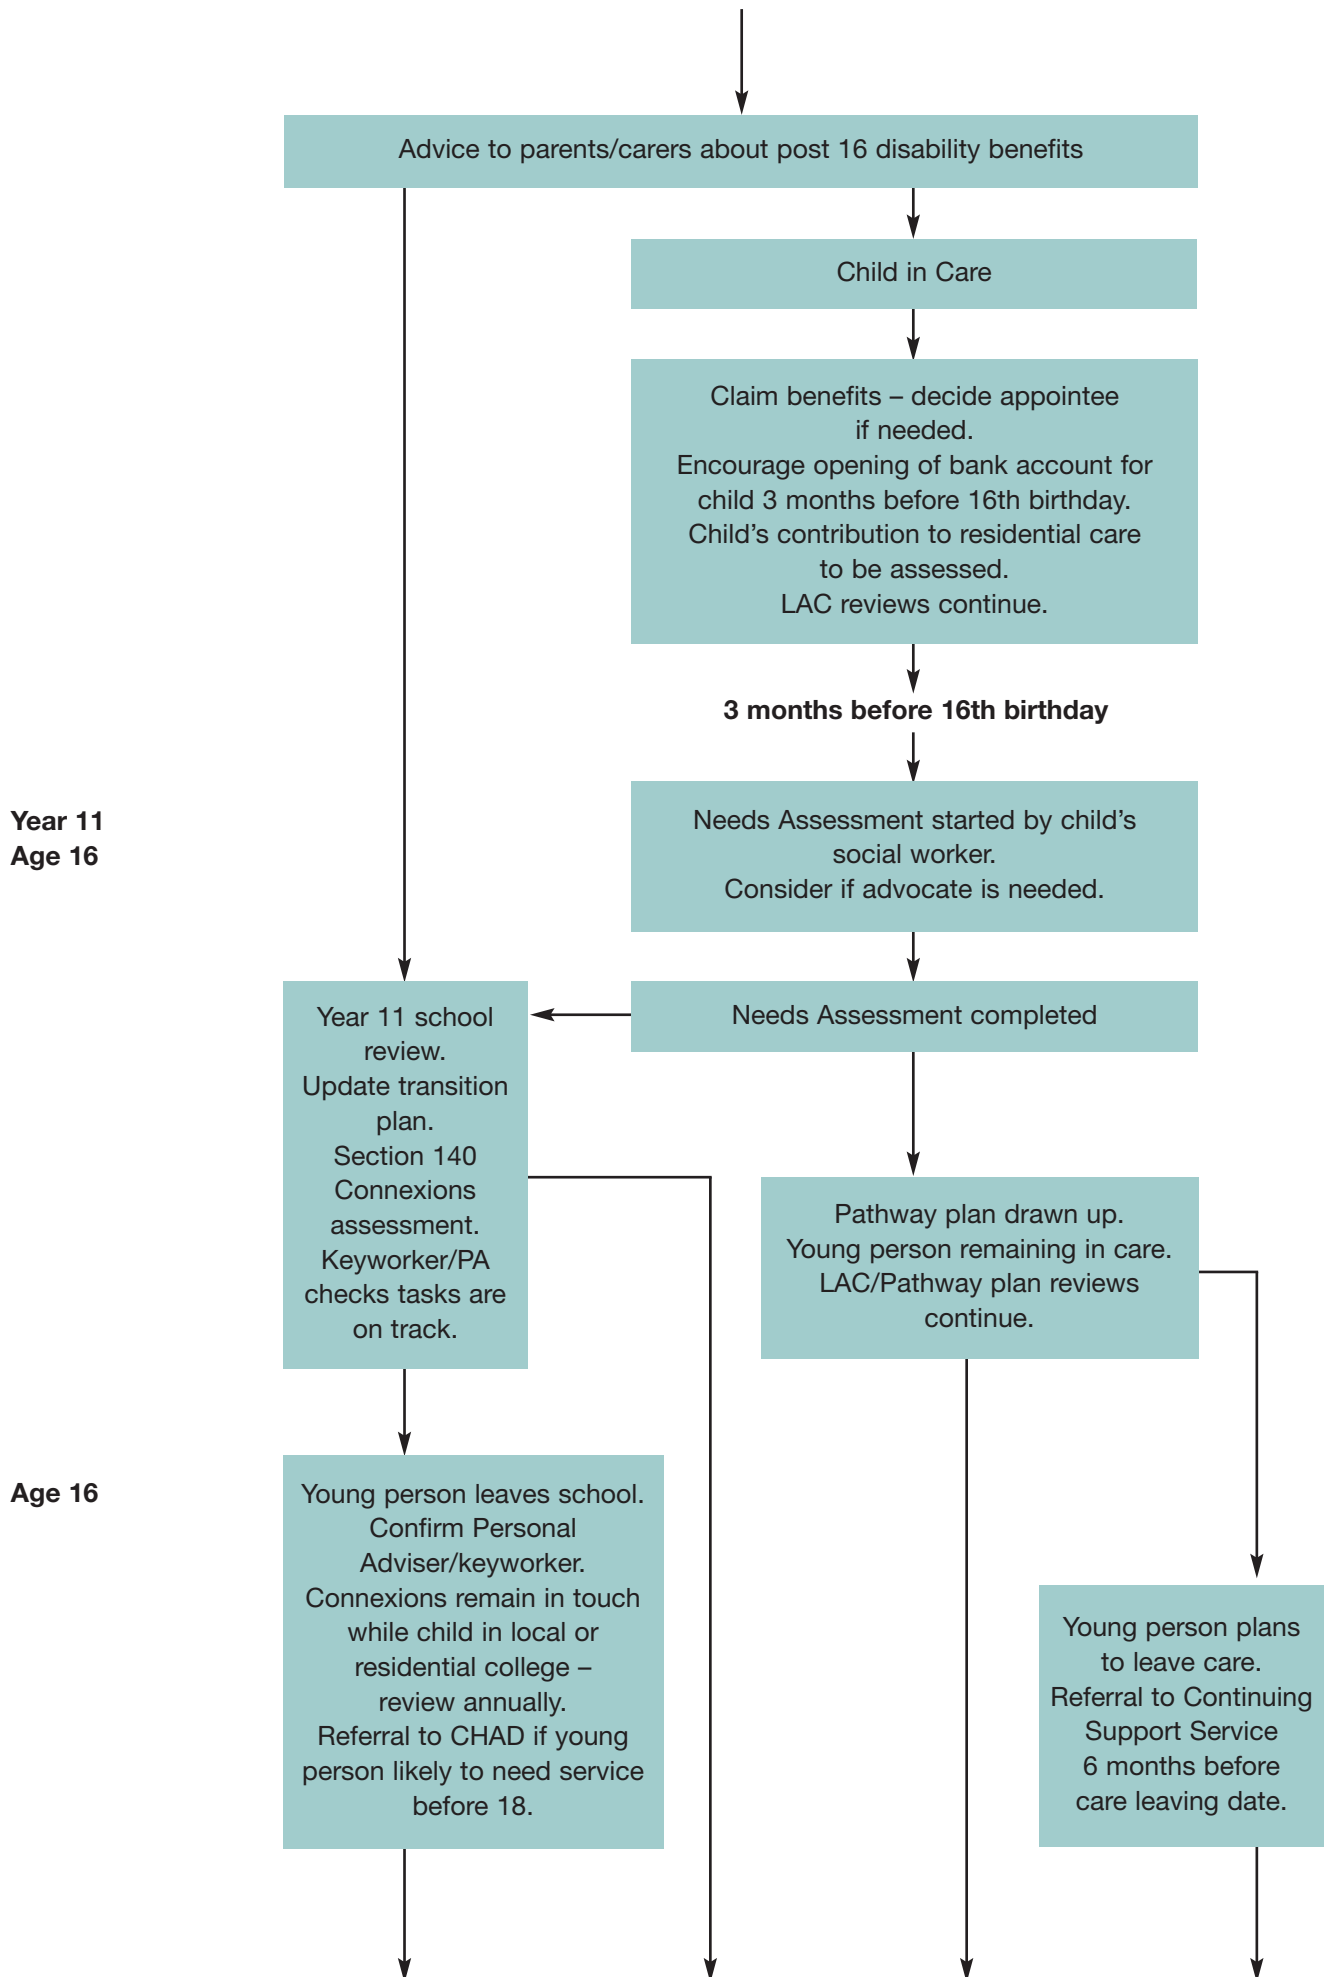 Advice to parents/carers about post 16 disability benefits
Child in Care
Claim benefits – decide appointee
if needed.
Encourage opening of bank account for
child 3 months before 16th birthday.
Child’s contribution to residential care
to be assessed.
LAC reviews continue.
3 months before 16th birthday
Year 11
Age 16
Needs Assessment started by child’s
social worker.
Consider if advocate is needed.
Needs Assessment completed
Year 11 school
review.
Update transition
plan.
Section 140
Connexions
assessment.
Keyworker/PA
checks tasks are
on track.
Pathway plan drawn up.
Young person remaining in care.
LAC/Pathway plan reviews
continue.
Age 16
Young person leaves school.
Confirm Personal
Adviser/keyworker.
Connexions remain in touch
while child in local or
residential college –
review annually.
Referral to CHAD if young
person likely to need service
before 18.
Young person plans
to leave care.
Referral to Continuing
Support Service
6 months before
care leaving date.